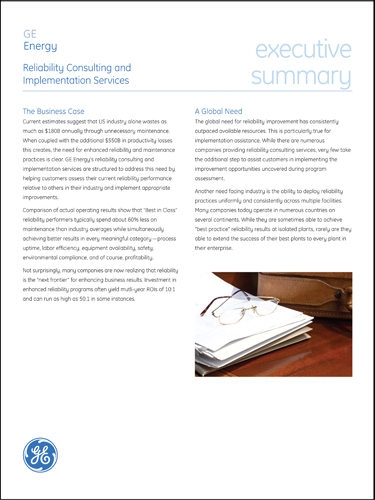 GE
Energy
Reliability Consulting and
Implementation Services
executive
summary
The Business Case
Current estimates suggest that US industry alone wastes as
much as $180B annually through unnecessary maintenance.
When coupled with the additional $550B in productivity losses
this creates, the need for enhanced reliability and maintenance
practices is clear. GE Energy's reliability consulting and
implementation services are structured to address this need by
helping customers assess their current reliability performance
relative to others in their industry and implement appropriate
improvements.
Comparison of actual operating results show that "Best in Class"
reliability performers typically spend about 60% less on
maintenance than industry averages while simultaneously
achieving better results in every meaningful category—process
uptime, labor efficiency, equipment availability, safety,
environmental compliance, and of course, profitability.
Not surprisingly, many companies are now realizing that reliability
is the "next frontier" for enhancing business results. Investment in
enhanced reliability programs often yield multi-year ROIs of 10:1
and can run as high as 50:1 in some instances.
A Global Need
The global need for reliability improvement has consistently
outpaced available resources. This is particularly true for
implementation assistance. While there are numerous
companies providing reliability consulting services, very few take
the additional step to assist customers in implementing the
improvement opportunities uncovered during program
assessment.
Another need facing industry is the ability to deploy reliability
practices uniformly and consistently across multiple facilities.
Many companies today operate in numerous countries on
several continents. While they are sometimes able to achieve
"best practice" reliability results at isolated plants, rarely are they
able to extend the success of their best plants to every plant in
their enterprise.
GE